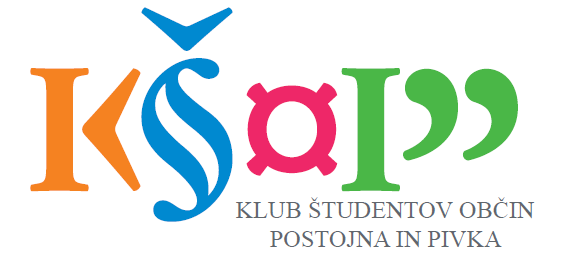 KŠOPP
KLUB ŠTUDENTOV OBČIN
POSTOJNA IN PIVKA